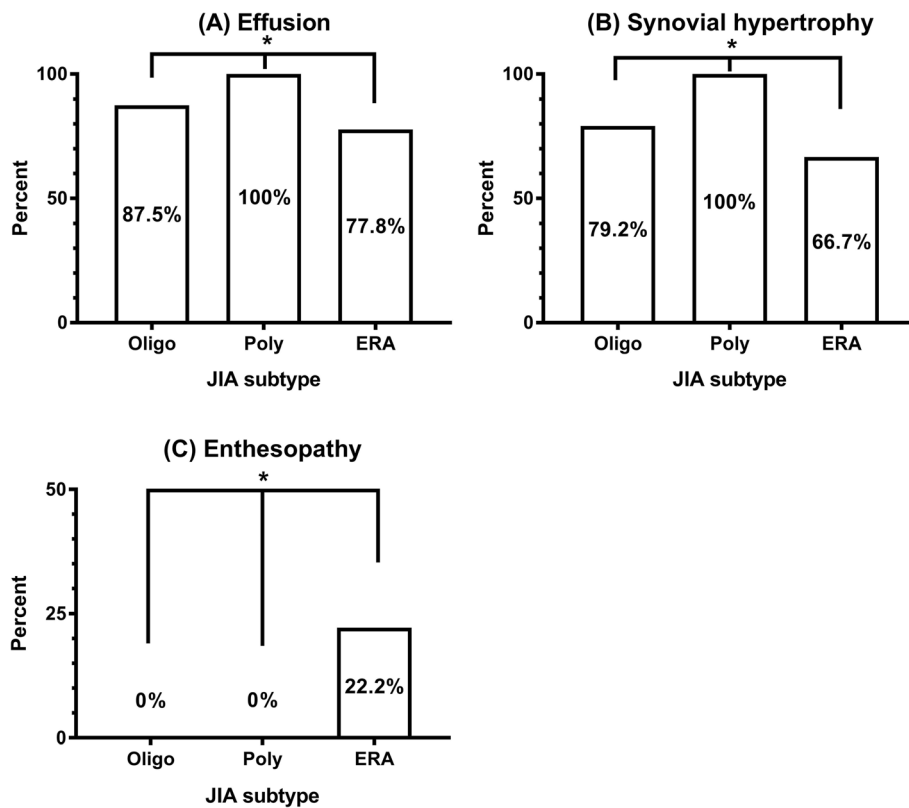 (A) Effusion
*
Percent
100
50
0
87.5%
100%
77.8%
Oligo
Poly
ERA
JIA subtype
(B) Synovial hypertrophy
*
Percent
100
50
0
79.2%
100%
66.7%
Oligo
Poly
ERA
JIA subtype
(C) Enthesopathy
*
Percent
50
25
0
0%
0%
22.2%
Oligo
Poly
ERA
JIA subtype